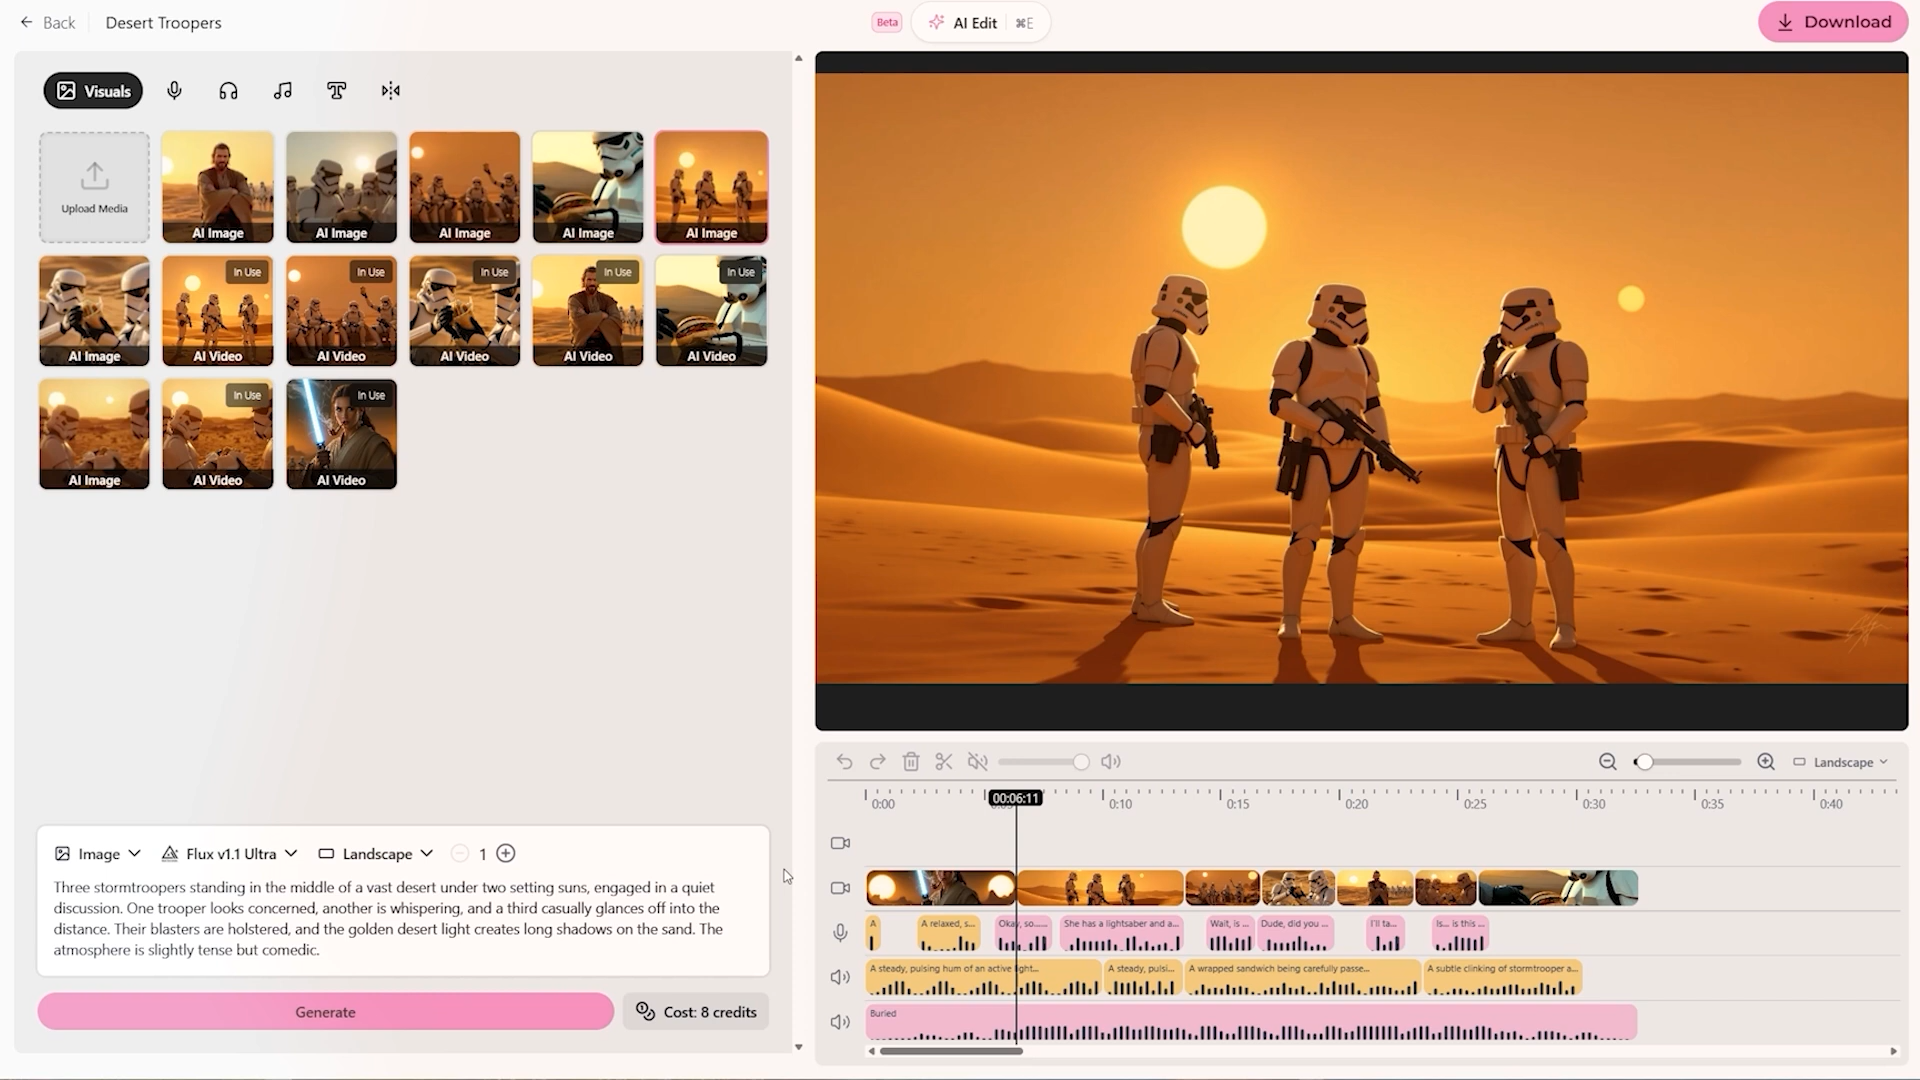 Back
Desert Troopers
Beta
AI Edit
⌘E
Download
Visuals
Upload Media
AI Image
AI Image
AI Image
AI Image
AI Image
AI Image
In Use
AI Video
In Use
AI Video
In Use
AI Video
In Use
AI Video
In Use
AI Video
AI Image
In Use
AI Video
In Use
AI Video
Image
Flux v1.1 Ultra
Landscape
1
Three stormtroopers standing in the middle of a vast desert under two setting suns, engaged in a quiet
discussion. One trooper looks concerned, another is whispering, and a third casually glances off into the
distance. Their blasters are holstered, and the golden desert light creates long shadows on the sand. The
atmosphere is slightly tense but comedic.
Generate
Cost: 8 credits
Landscape
0:00
00:06:11
0:10
0:15
0:20
0:25
0:30
0:35
0:40
A
A relaxed, s...
Okay, so......
She has a lightsaber and a...
Wait, is ...
Dude, did you ...
I'll ta...
Is... is this ...
A steady, pulsing hum of an active light...
A steady, pulsi...
A wrapped sandwich being carefully passe...
A subtle clinking of stormtrooper a...
Buried